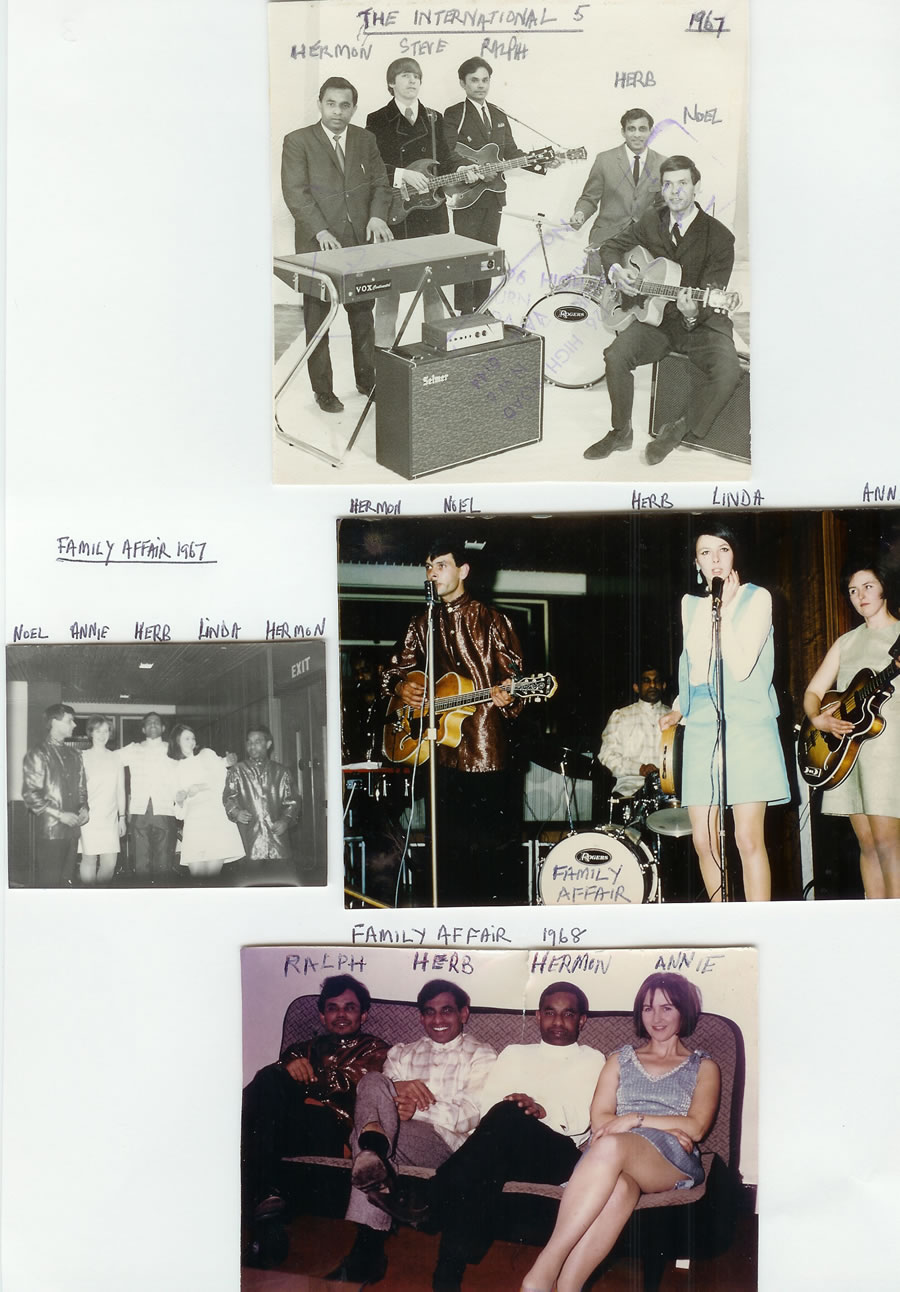 THE INTERNATIONAL 5 1967
HERMON STEVE RALPH
HERB
NOEL
VOX Continental
ROGERS
Selmer
HERMON NOEL HERB LINDA ANN
FAMILY AFFAIR 1967
NOEL ANNIE HERB LINDA HERMON
EXIT
ROGERS
FAMILY
AFFAIR
FAMILY AFFAIR 1968
RALPH HERB HERMON ANNIE